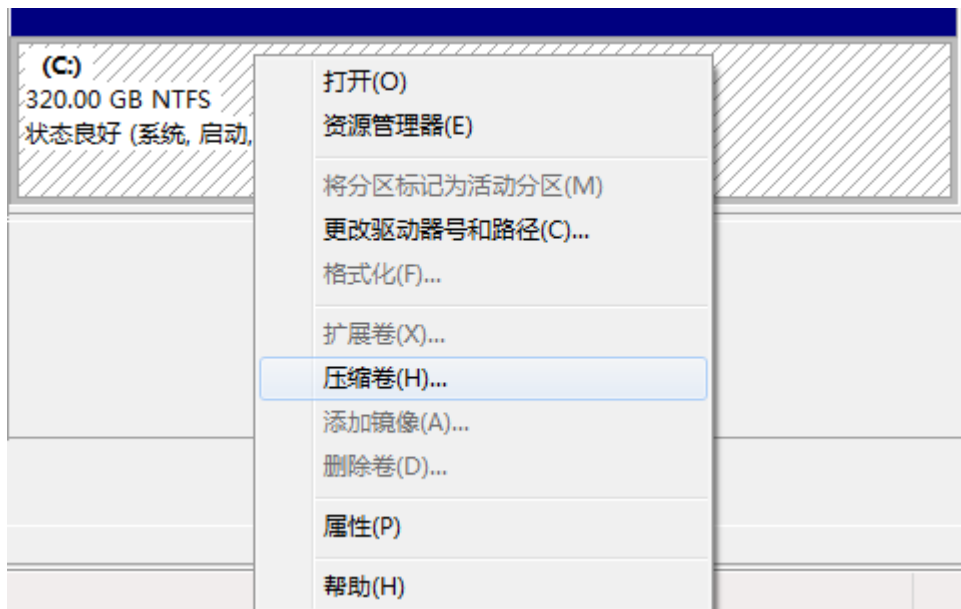 (C:)
320.00 GB NTFS
状态良好 (系统, 启动,
打开(O)
资源管理器(E)
将分区标记为活动分区(M)
更改驱动器号和路径(C)...
格式化(F)...
扩展卷(X)...
压缩卷(H)...
添加镜像(A)...
删除卷(D)...
属性(P)
帮助(H)